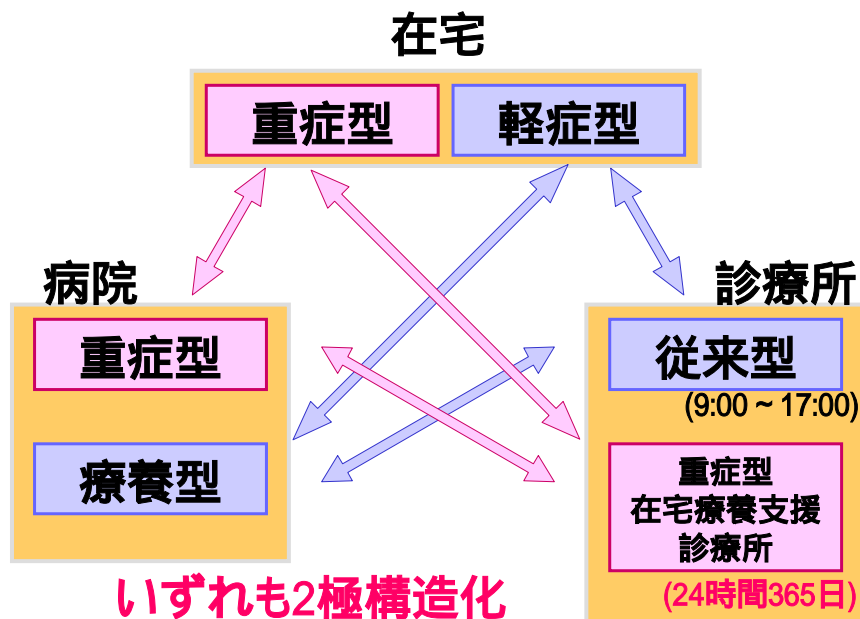 在宅
重症型
軽症型
病院
重症型
療養型
診療所
従来型
(9:00 ~ 17:00)
重症型
在宅療養支援
診療所
(24時間365日)
いずれも2極構造化